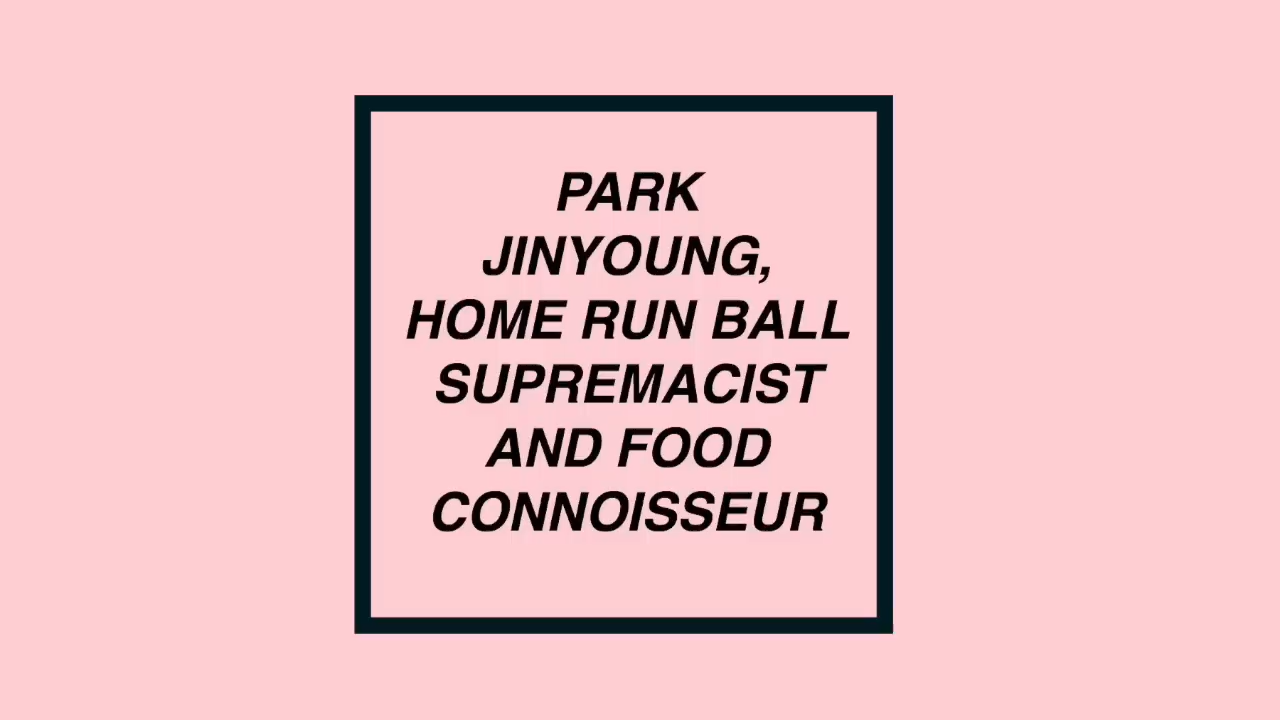 PARK
JINYOUNG,
HOME RUN BALL
SUPREMACIST
AND FOOD
CONNOISSEUR